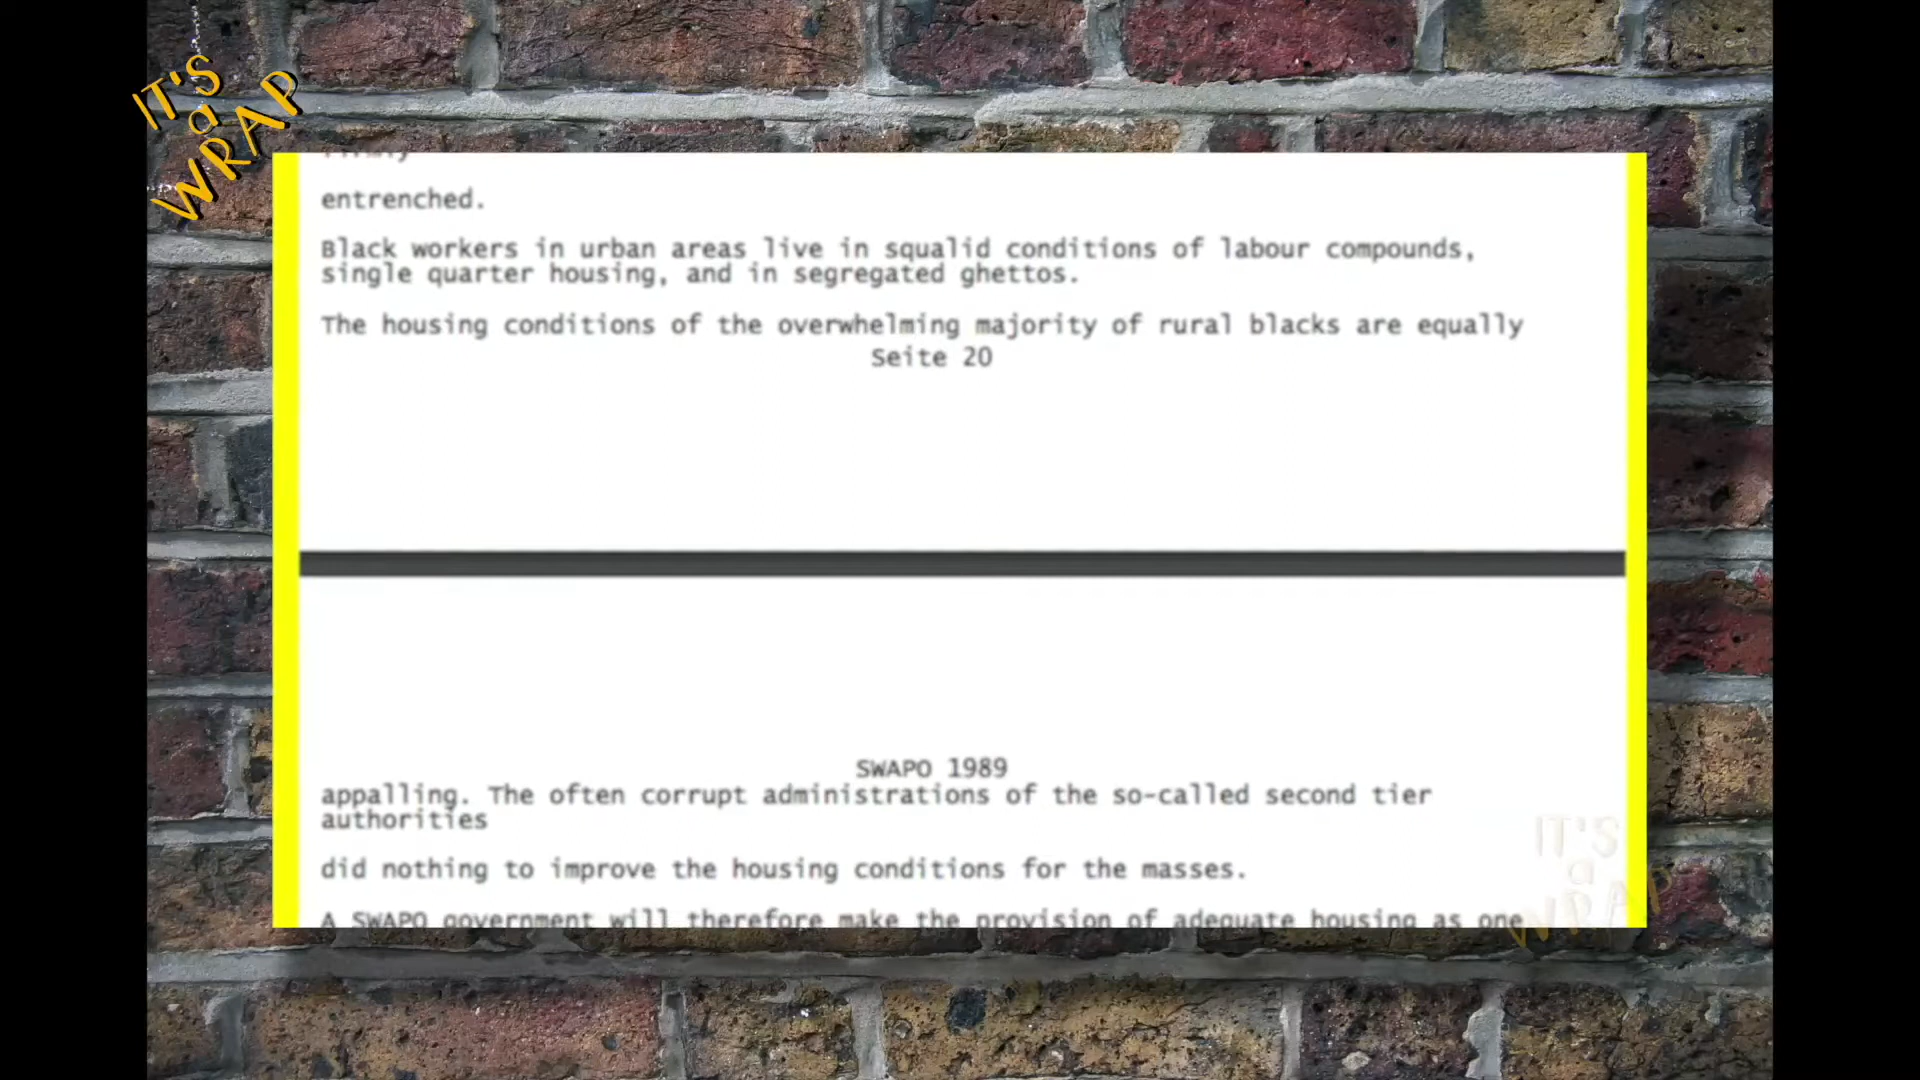 IT'S
a
WRAP
firmly
entrenched.
Black workers in urban areas live in squalid conditions of labour compounds,
single quarter housing, and in segregated ghettos.
The housing conditions of the overwhelming majority of rural blacks are equally
Seite 20
SWAPO 1989
appalling. The often corrupt administrations of the so-called second tier
authorities
did nothing to improve the housing conditions for the masses.
A SWAPO government will therefore make the provision of adequate housing as one
IT'S
a
WRAP